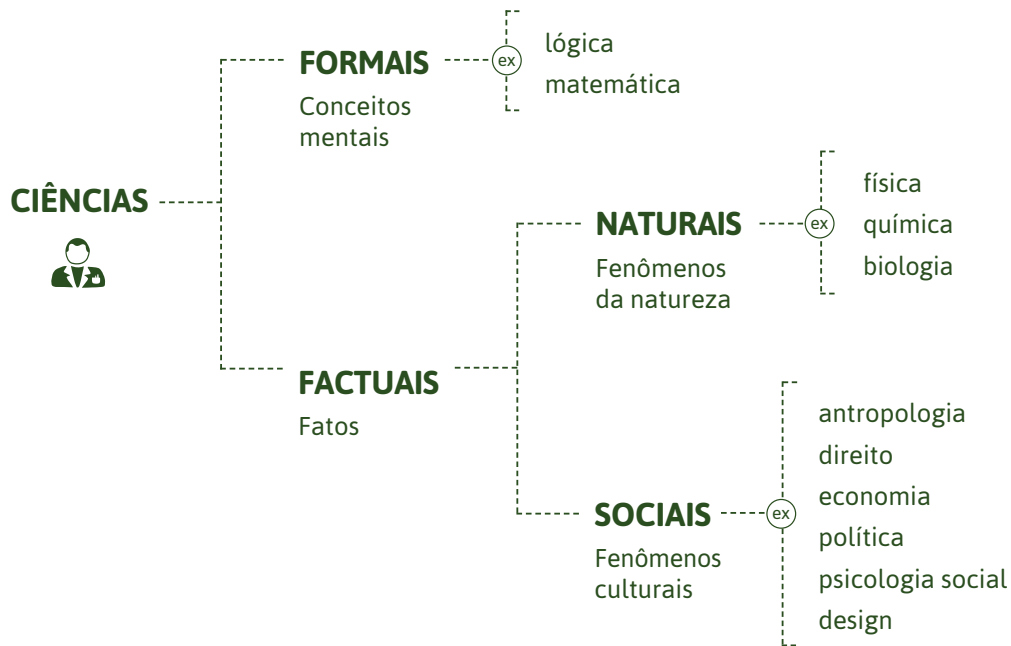 CIÊNCIAS
FORMAIS
Conceitos
mentais
ex
lógica
matemática
FACTUAIS
Fatos
NATURAIS
Fenômenos
da natureza
ex
física
química
biologia
SOCIAIS
Fenômenos
culturais
ex
antropologia
direito
economia
política
psicologia social
design